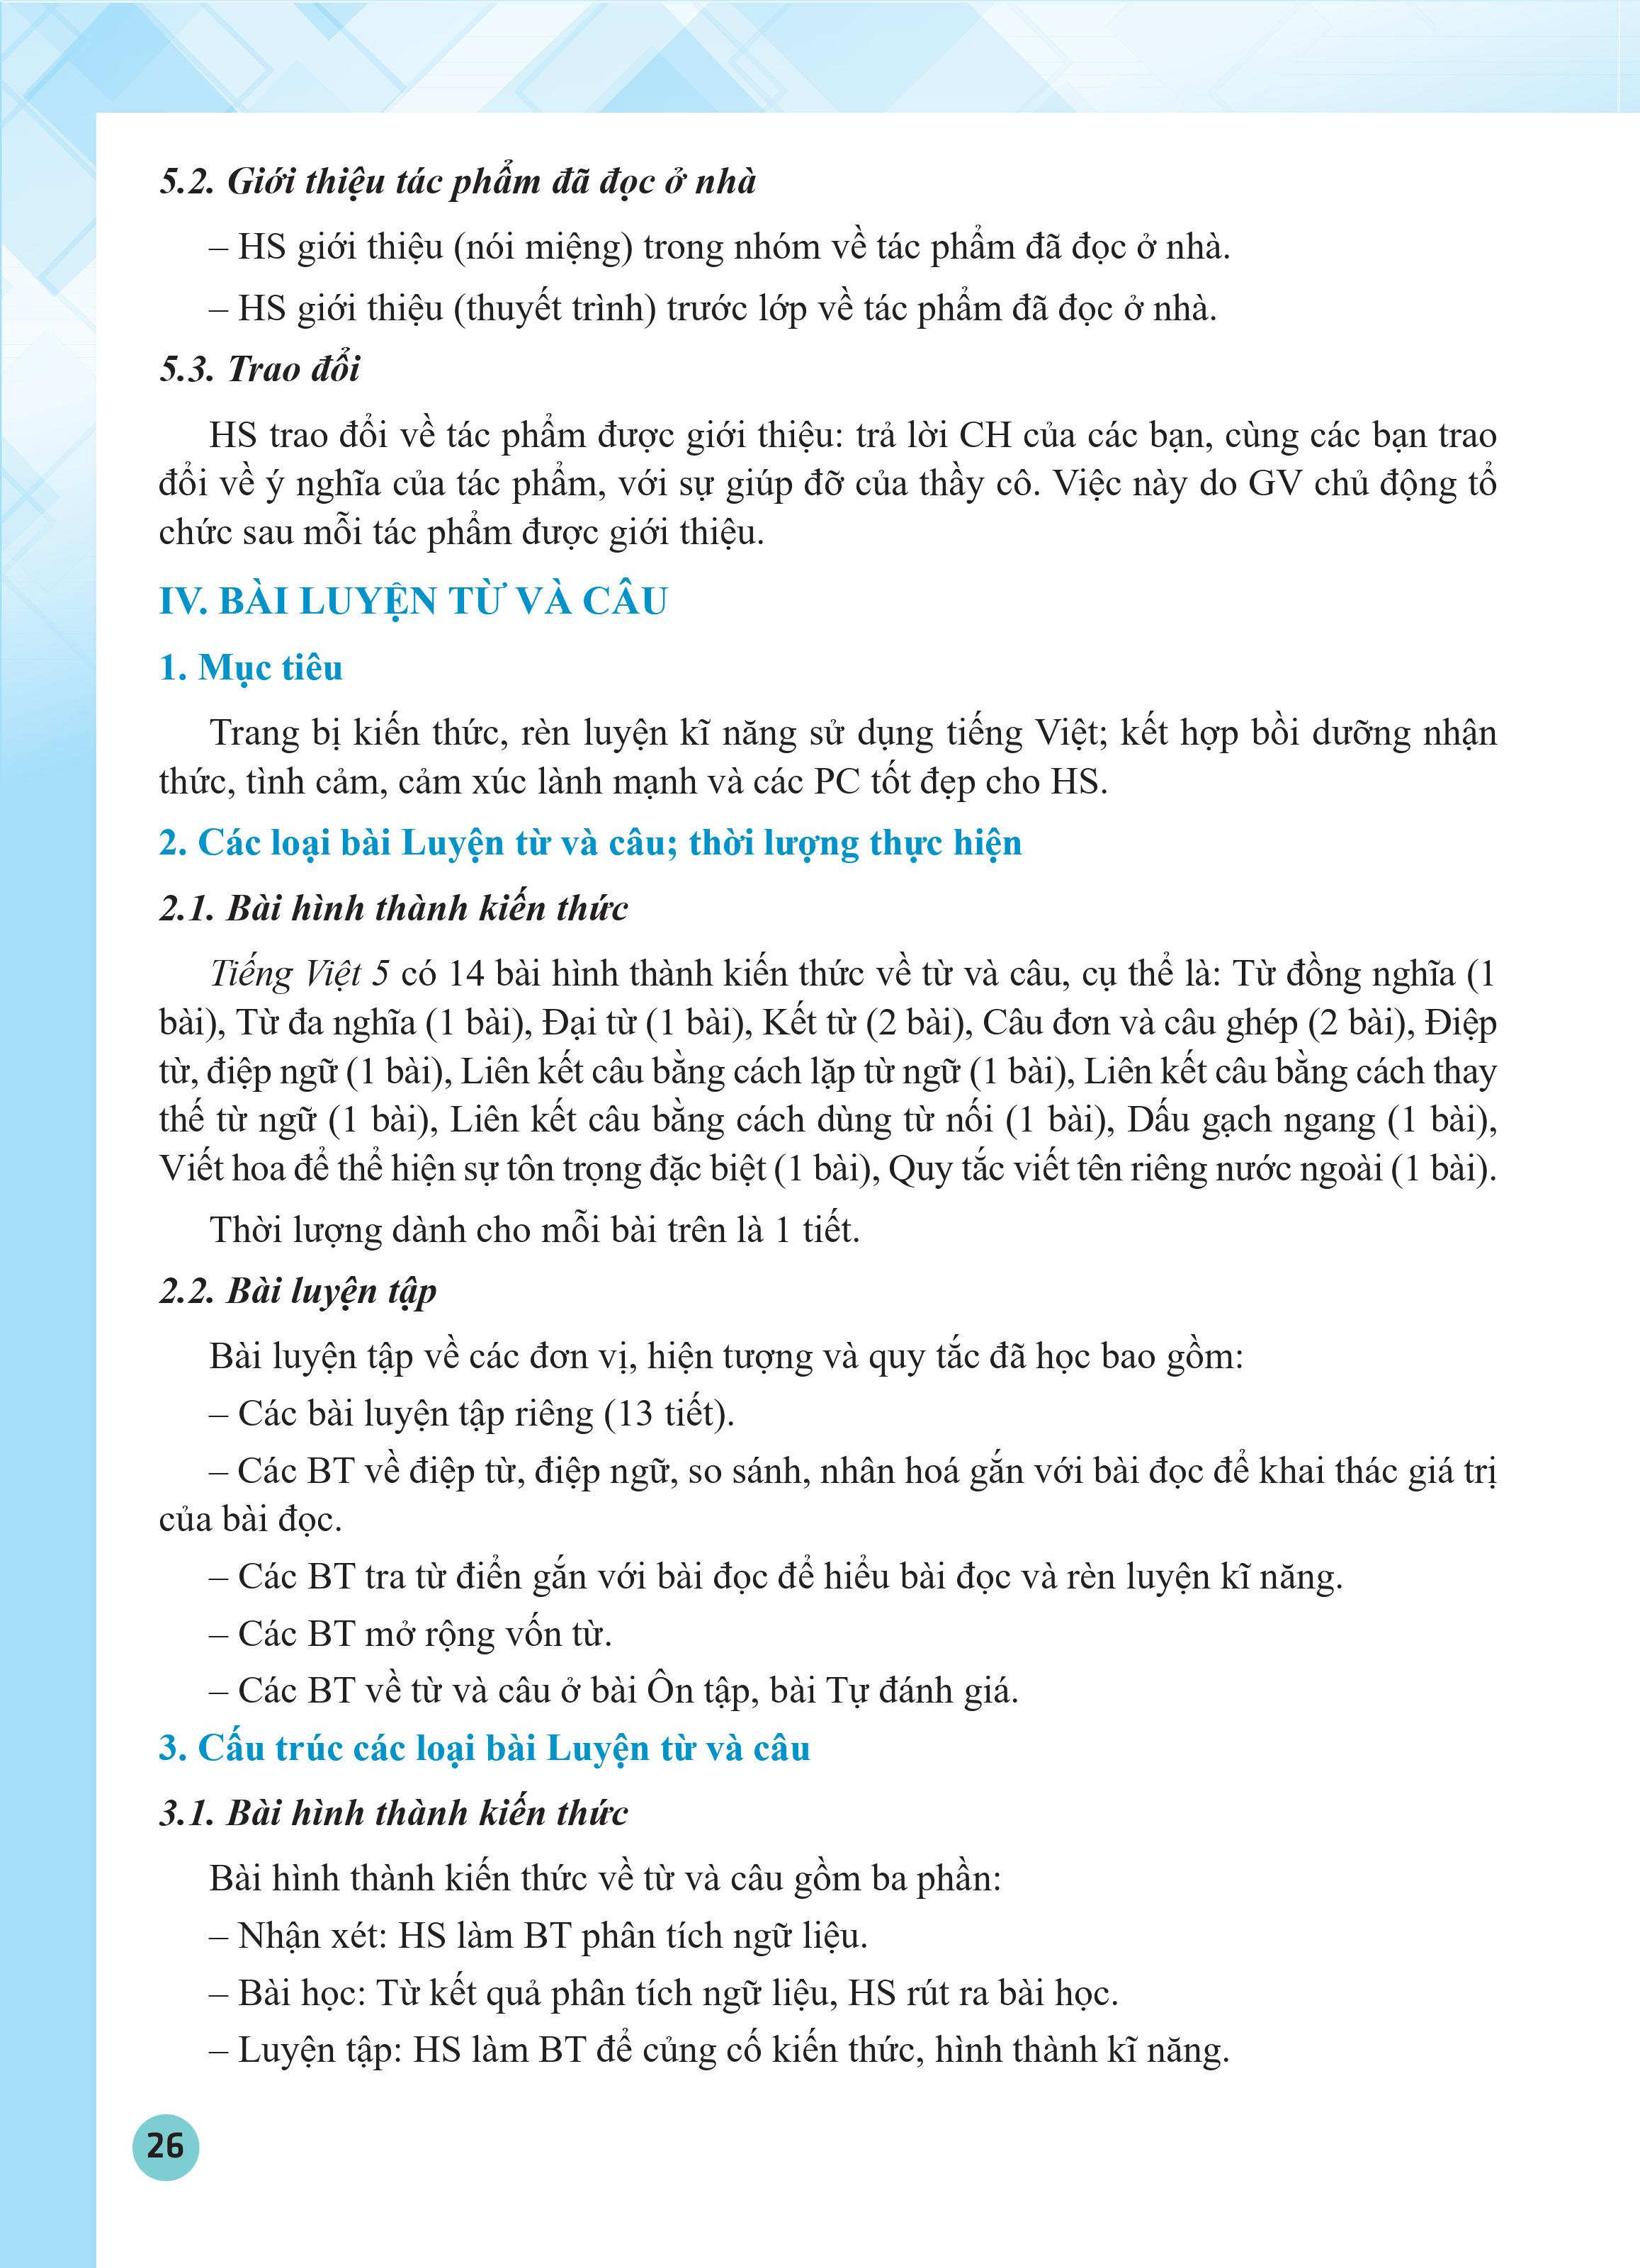 5.2. Giới thiệu tác phẩm đã đọc ở nhà
– HS giới thiệu (nói miệng) trong nhóm về tác phẩm đã đọc ở nhà.
– HS giới thiệu (thuyết trình) trước lớp về tác phẩm đã đọc ở nhà.
5.3. Trao đổi
HS trao đổi về tác phẩm được giới thiệu: trả lời CH của các bạn, cùng các bạn trao
đổi về ý nghĩa của tác phẩm, với sự giúp đỡ của thầy cô. Việc này do GV chủ động tổ
chức sau mỗi tác phẩm được giới thiệu.
IV. BÀI LUYỆN TỪ VÀ CÂU
1. Mục tiêu
Trang bị kiến thức, rèn luyện kĩ năng sử dụng tiếng Việt; kết hợp bồi dưỡng nhận
thức, tình cảm, cảm xúc lành mạnh và các PC tốt đẹp cho HS.
2. Các loại bài Luyện từ và câu; thời lượng thực hiện
2.1. Bài hình thành kiến thức
Tiếng Việt 5 có 14 bài hình thành kiến thức về từ và câu, cụ thể là: Từ đồng nghĩa (1
bài), Từ đa nghĩa (1 bài), Đại từ (1 bài), Kết từ (2 bài), Câu đơn và câu ghép (2 bài), Điệp
từ, điệp ngữ (1 bài), Liên kết câu bằng cách lặp từ ngữ (1 bài), Liên kết câu bằng cách thay
thế từ ngữ (1 bài), Liên kết câu bằng cách dùng từ nối (1 bài), Dấu gạch ngang (1 bài),
Viết hoa để thể hiện sự tôn trọng đặc biệt (1 bài), Quy tắc viết tên riêng nước ngoài (1 bài).
Thời lượng dành cho mỗi bài trên là 1 tiết.
2.2. Bài luyện tập
Bài luyện tập về các đơn vị, hiện tượng và quy tắc đã học bao gồm:
– Các bài luyện tập riêng (13 tiết).
– Các BT về điệp từ, điệp ngữ, so sánh, nhân hoá gắn với bài đọc để khai thác giá trị
của bài đọc.
– Các BT tra từ điển gắn với bài đọc để hiểu bài đọc và rèn luyện kĩ năng.
– Các BT mở rộng vốn từ.
– Các BT về từ và câu ở bài Ôn tập, bài Tự đánh giá.
3. Cấu trúc các loại bài Luyện từ và câu
3.1. Bài hình thành kiến thức
Bài hình thành kiến thức về từ và câu gồm ba phần:
– Nhận xét: HS làm BT phân tích ngữ liệu.
– Bài học: Từ kết quả phân tích ngữ liệu, HS rút ra bài học.
– Luyện tập: HS làm BT để củng cố kiến thức, hình thành kĩ năng.
26